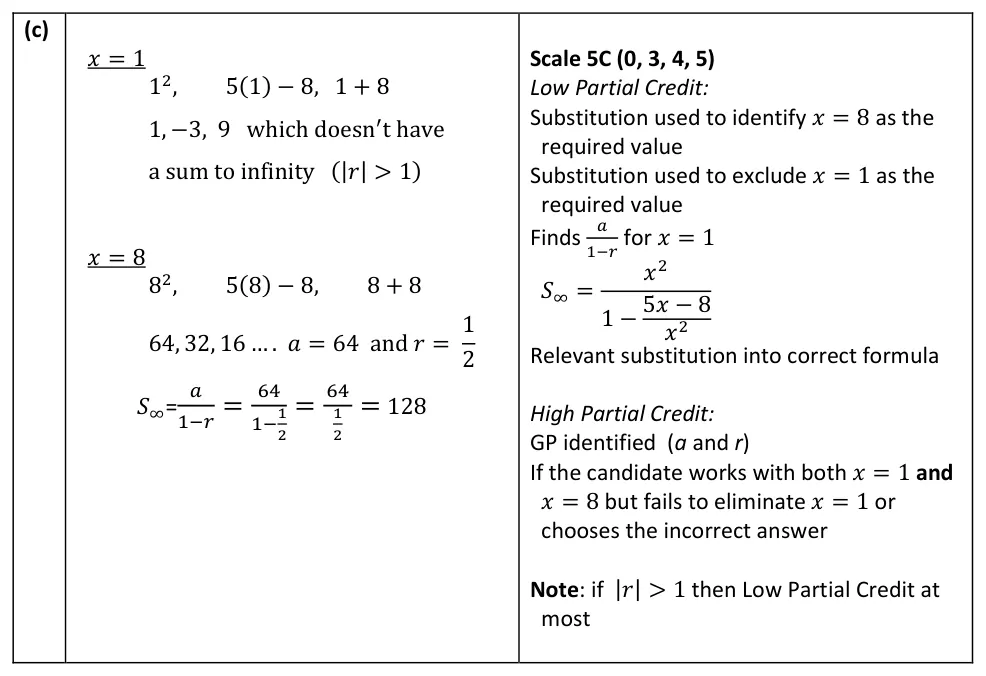 (c)
x = 1
1², 5(1) − 8, 1 + 8
1, −3, 9 which doesn't have
a sum to infinity (|r| > 1)
x = 8
8², 5(8) − 8, 8 + 8
64, 32, 16 .... a = 64 and r = 1/2
S∞=a/(1−r) = 64/(1−1/2) = 64/(1/2) = 128
Scale 5C (0, 3, 4, 5)
Low Partial Credit:
Substitution used to identify x = 8 as the
required value
Substitution used to exclude x = 1 as the
required value
Finds a/(1−r) for x = 1
S∞ = x²/(1 − (5x − 8)/x²)
Relevant substitution into correct formula
High Partial Credit:
GP identified (a and r)
If the candidate works with both x = 1 and
x = 8 but fails to eliminate x = 1 or
chooses the incorrect answer
Note: if |r| > 1 then Low Partial Credit at
most